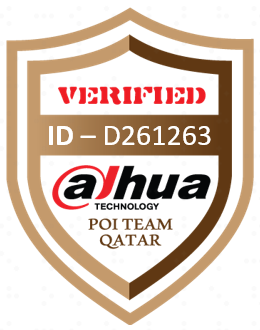 VERIFIED
ID – D261263
alhua
TECHNOLOGY
POI TEAM
QATAR